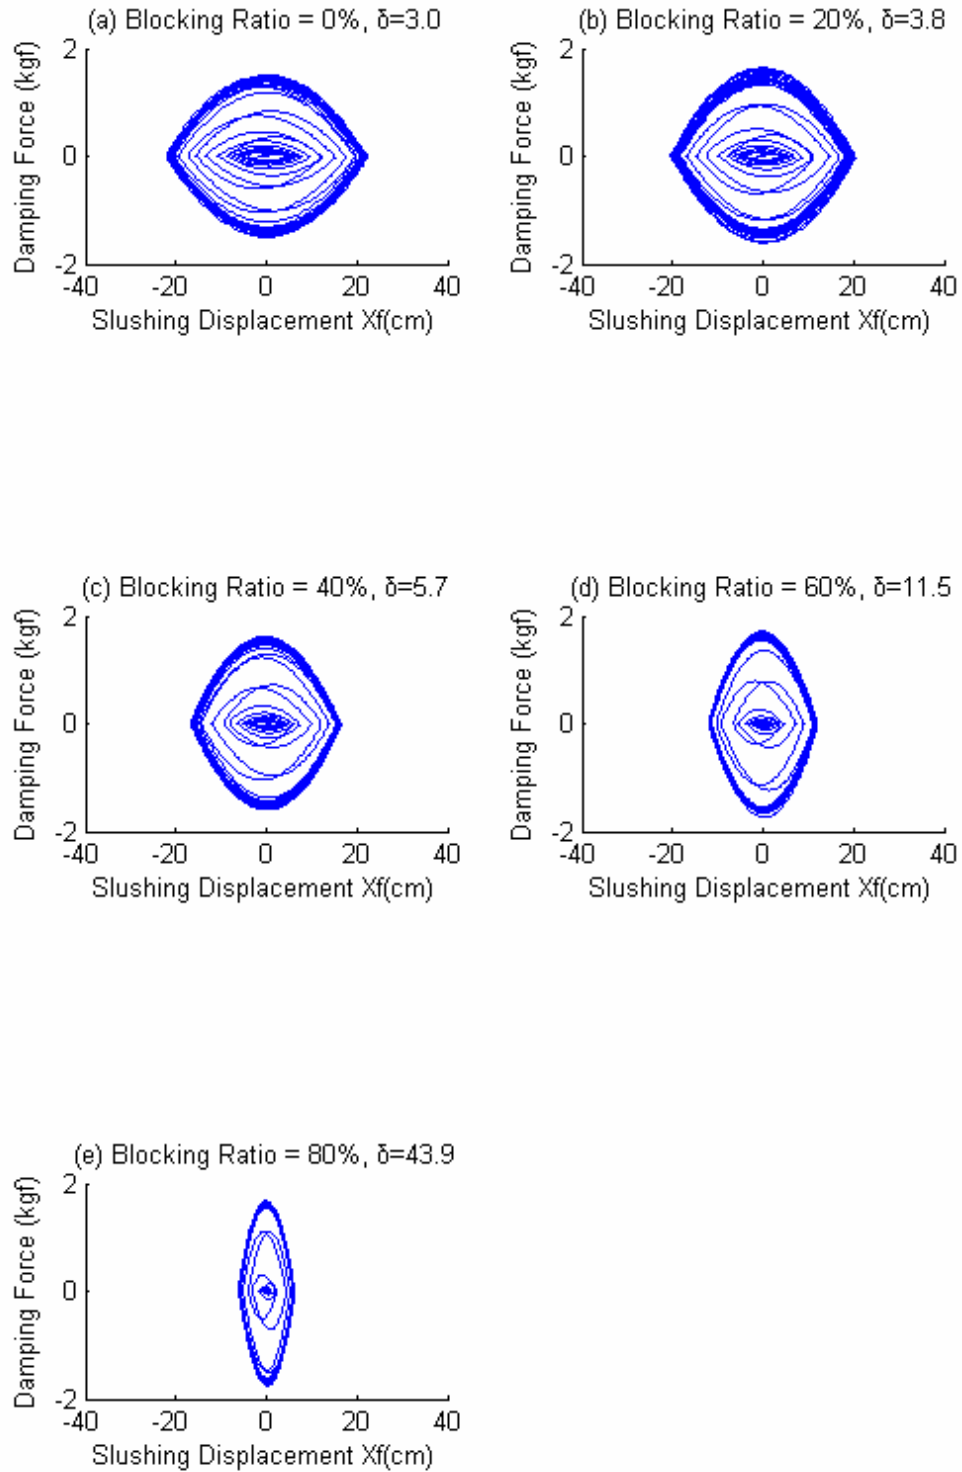 (a) Blocking Ratio = 0%, δ=3.0
(b) Blocking Ratio = 20%, δ=3.8
Damping Force (kgf)
2
0
-2
-40 -20 0 20 40
Slushing Displacement Xf(cm)
Damping Force (kgf)
2
0
-2
-40 -20 0 20 40
Slushing Displacement Xf(cm)
(c) Blocking Ratio = 40%, δ=5.7
(d) Blocking Ratio = 60%, δ=11.5
Damping Force (kgf)
2
0
-2
-40 -20 0 20 40
Slushing Displacement Xf(cm)
Damping Force (kgf)
2
0
-2
-40 -20 0 20 40
Slushing Displacement Xf(cm)
(e) Blocking Ratio = 80%, δ=43.9
Damping Force (kgf)
2
0
-2
-40 -20 0 20 40
Slushing Displacement Xf(cm)